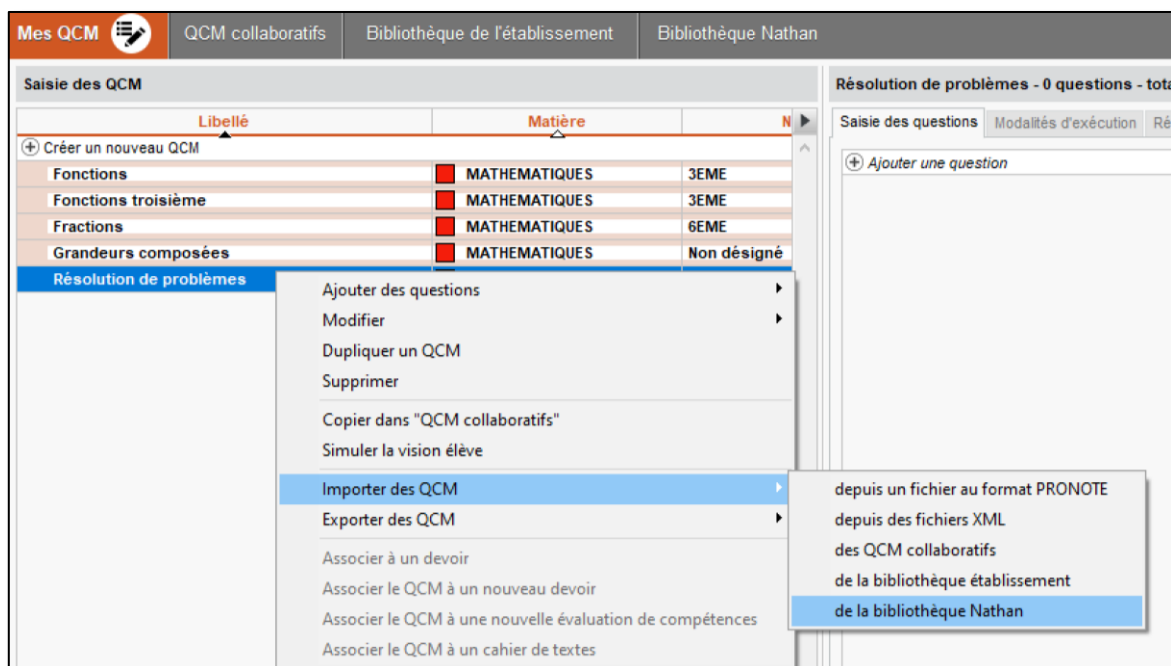 Mes QCM QCM collaboratifs Bibliothèque de l'établissement Bibliothèque Nathan
Saisie des QCM
Libellé Matière N
Créer un nouveau QCM
Fonctions MATHEMATIQUES 3EME
Fonctions troisième MATHEMATIQUES 3EME
Fractions MATHEMATIQUES 6EME
Grandeurs composées MATHEMATIQUES Non désigné
Résolution de problèmes
Résolution de problèmes - 0 questions - tota
Saisie des questions Modalités d'exécution Ré
Ajouter une question
Ajouter des questions
Modifier
Dupliquer un QCM
Supprimer
Copier dans "QCM collaboratifs"
Simuler la vision élève
Importer des QCM
Exporter des QCM
Associer à un devoir
Associer le QCM à un nouveau devoir
Associer le QCM à une nouvelle évaluation de compétences
Associer le QCM à un cahier de textes
depuis un fichier au format PRONOTE
depuis des fichiers XML
des QCM collaboratifs
de la bibliothèque établissement
de la bibliothèque Nathan